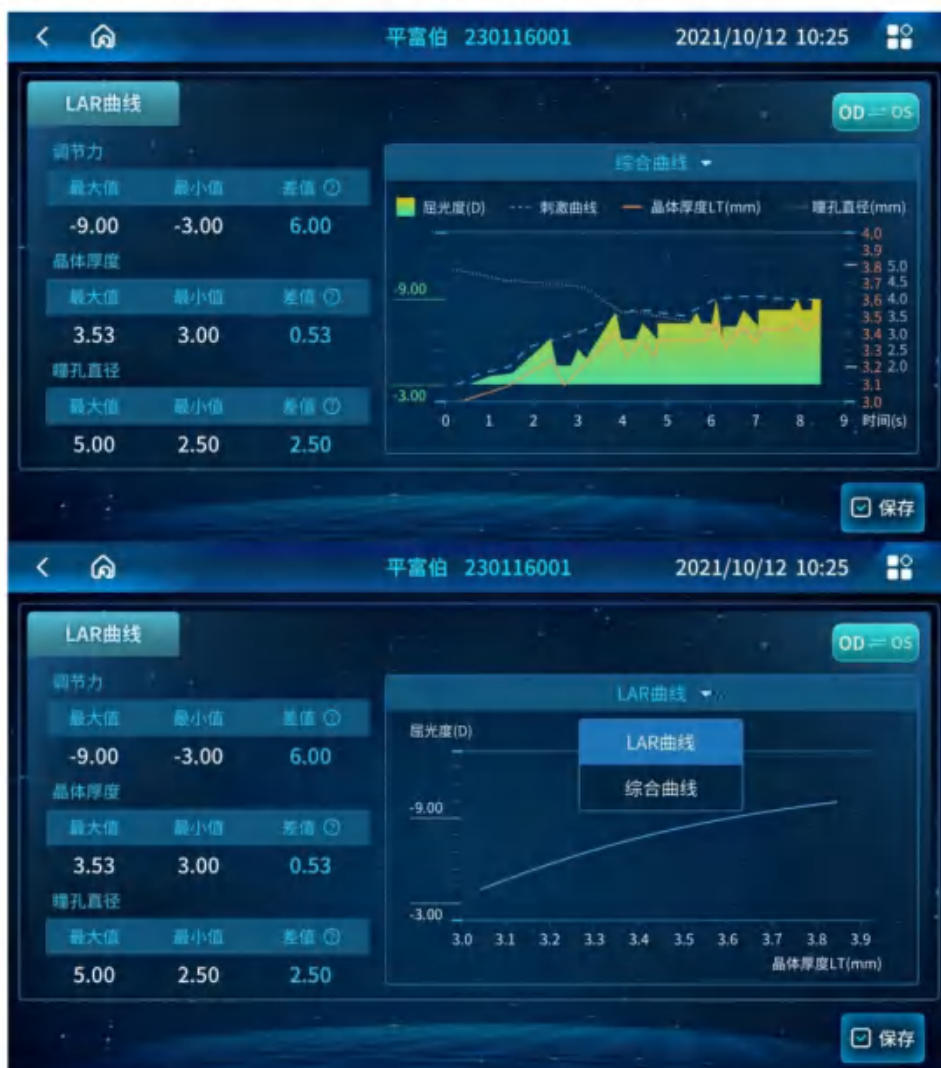 平富伯 230116001 2021/10/12 10:25
LAR曲线
OD ⇌ OS
调节力
最大值 最小值 差值
-9.00 -3.00 6.00
晶体厚度
最大值 最小值 差值
3.53 3.00 0.53
瞳孔直径
最大值 最小值 差值
5.00 2.50 2.50
综合曲线
屈光度(D) 刺激曲线 晶体厚度LT(mm) 瞳孔直径(mm)
4.0
3.9
3.8 5.0
3.7 4.5
-9.00
3.6 4.0
3.5 3.5
3.4 3.0
3.3 2.5
3.2 2.0
3.1
-3.00
3.0
0 1 2 3 4 5 6 7 8 9 时间(s)
保存
平富伯 230116001 2021/10/12 10:25
LAR曲线
OD ⇌ OS
调节力
最大值 最小值 差值
-9.00 -3.00 6.00
晶体厚度
最大值 最小值 差值
3.53 3.00 0.53
瞳孔直径
最大值 最小值 差值
5.00 2.50 2.50
LAR曲线
屈光度(D)
LAR曲线
综合曲线
-9.00
-3.00
3.0 3.1 3.2 3.3 3.4 3.5 3.6 3.7 3.8 3.9
晶体厚度LT(mm)
保存